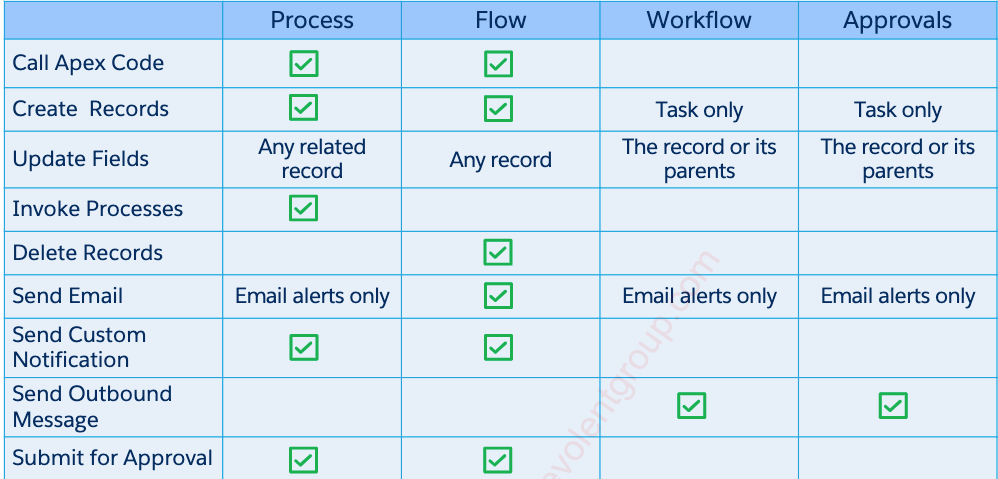 Process Flow Workflow Approvals
Call Apex Code
Create Records Task only Task only
Update Fields Any related record Any record The record or its parents The record or its parents
Invoke Processes
Delete Records
Send Email Email alerts only Email alerts only Email alerts only
Send Custom Notification
Send Outbound Message
Submit for Approval
evolentgroup.com